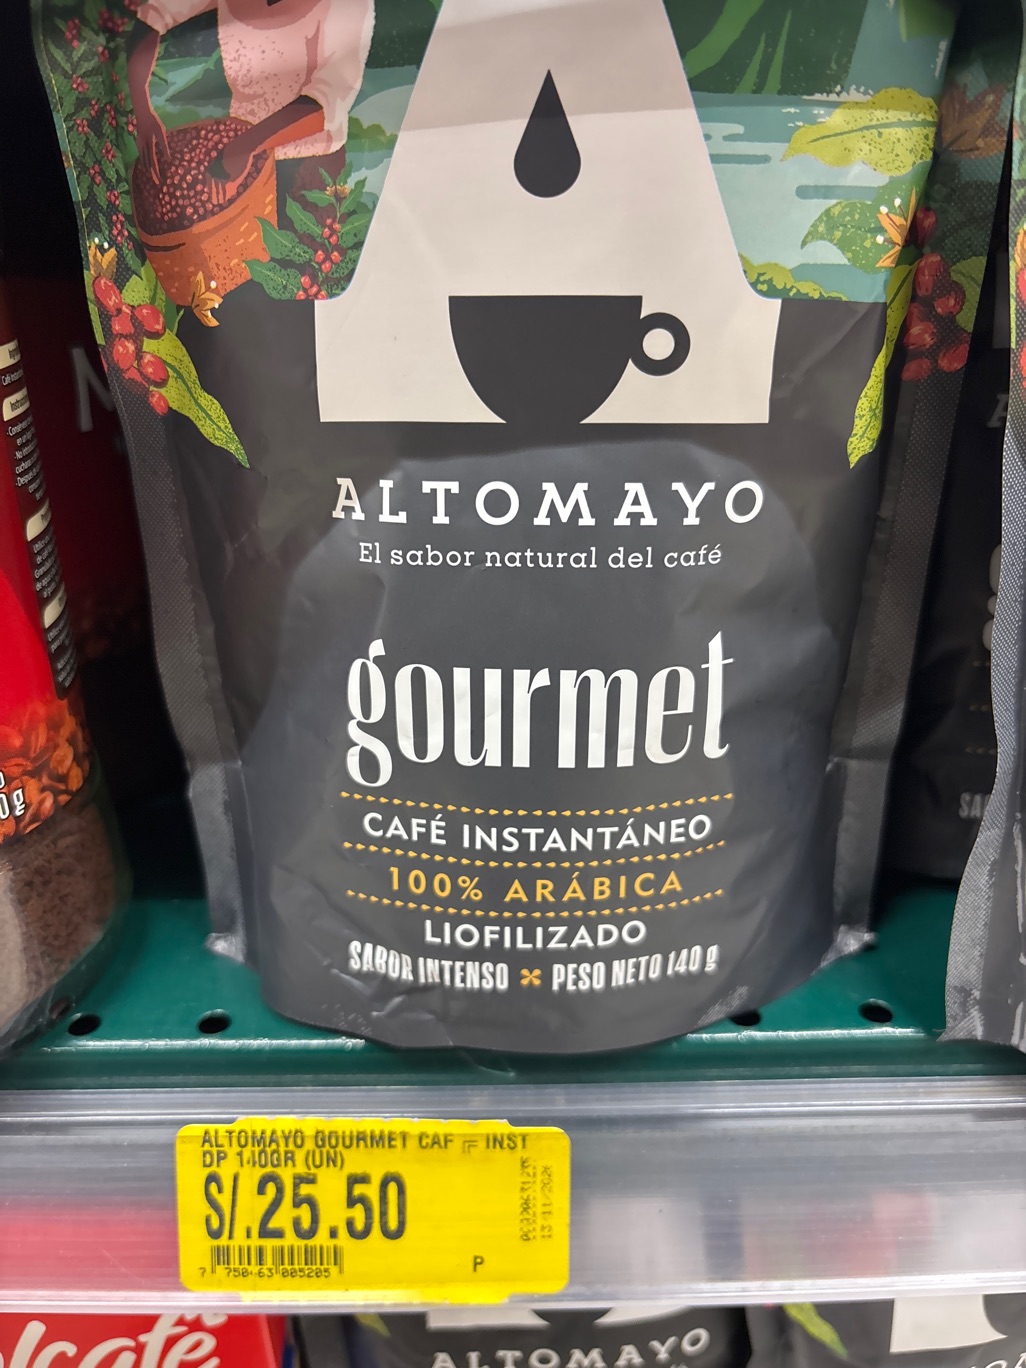 ALTOMAYO
El sabor natural del café
gourmet
CAFÉ INSTANTÁNEO
100% ARÁBICA
LIOFILIZADO
SABOR INTENSO × PESO NETO 140 g
ALTOMAYO GOURMET CAF INST
DP 140GR (UN)
S/.25.50
P
ALTOMAYO